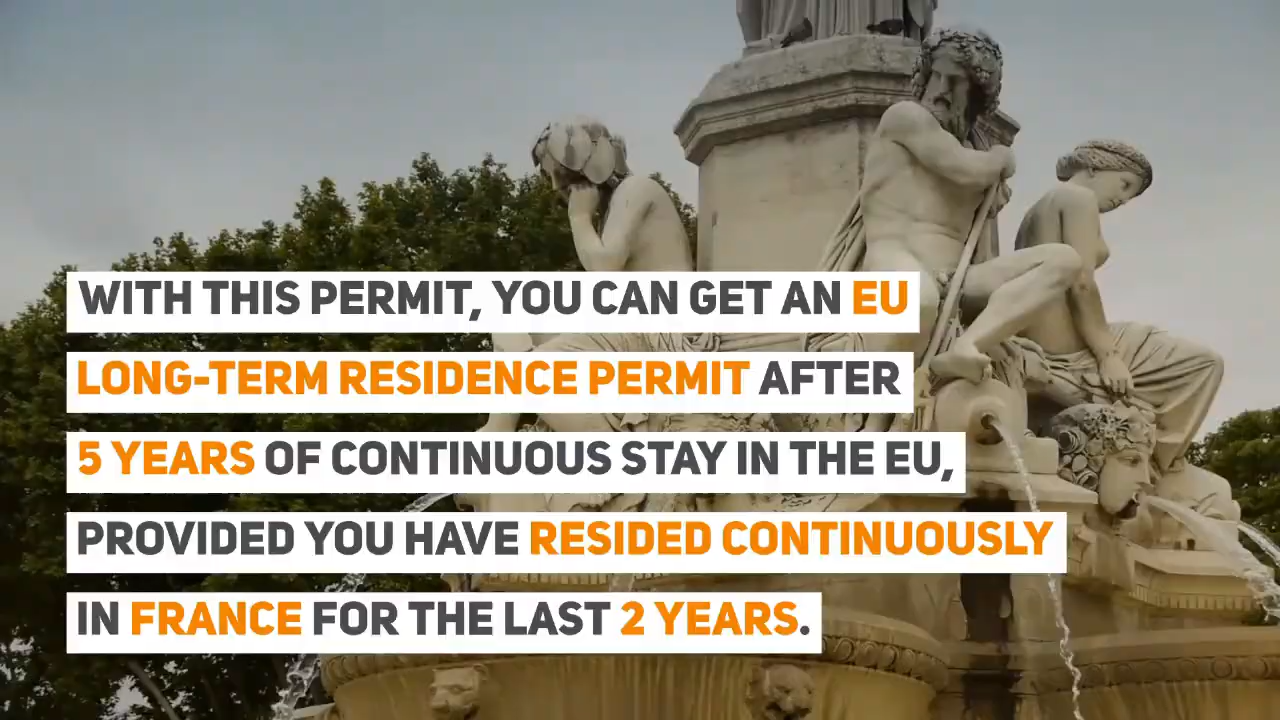 WITH THIS PERMIT, YOU CAN GET AN EU
LONG-TERM RESIDENCE PERMIT AFTER
5 YEARS OF CONTINUOUS STAY IN THE EU,
PROVIDED YOU HAVE RESIDED CONTINUOUSLY
IN FRANCE FOR THE LAST 2 YEARS.